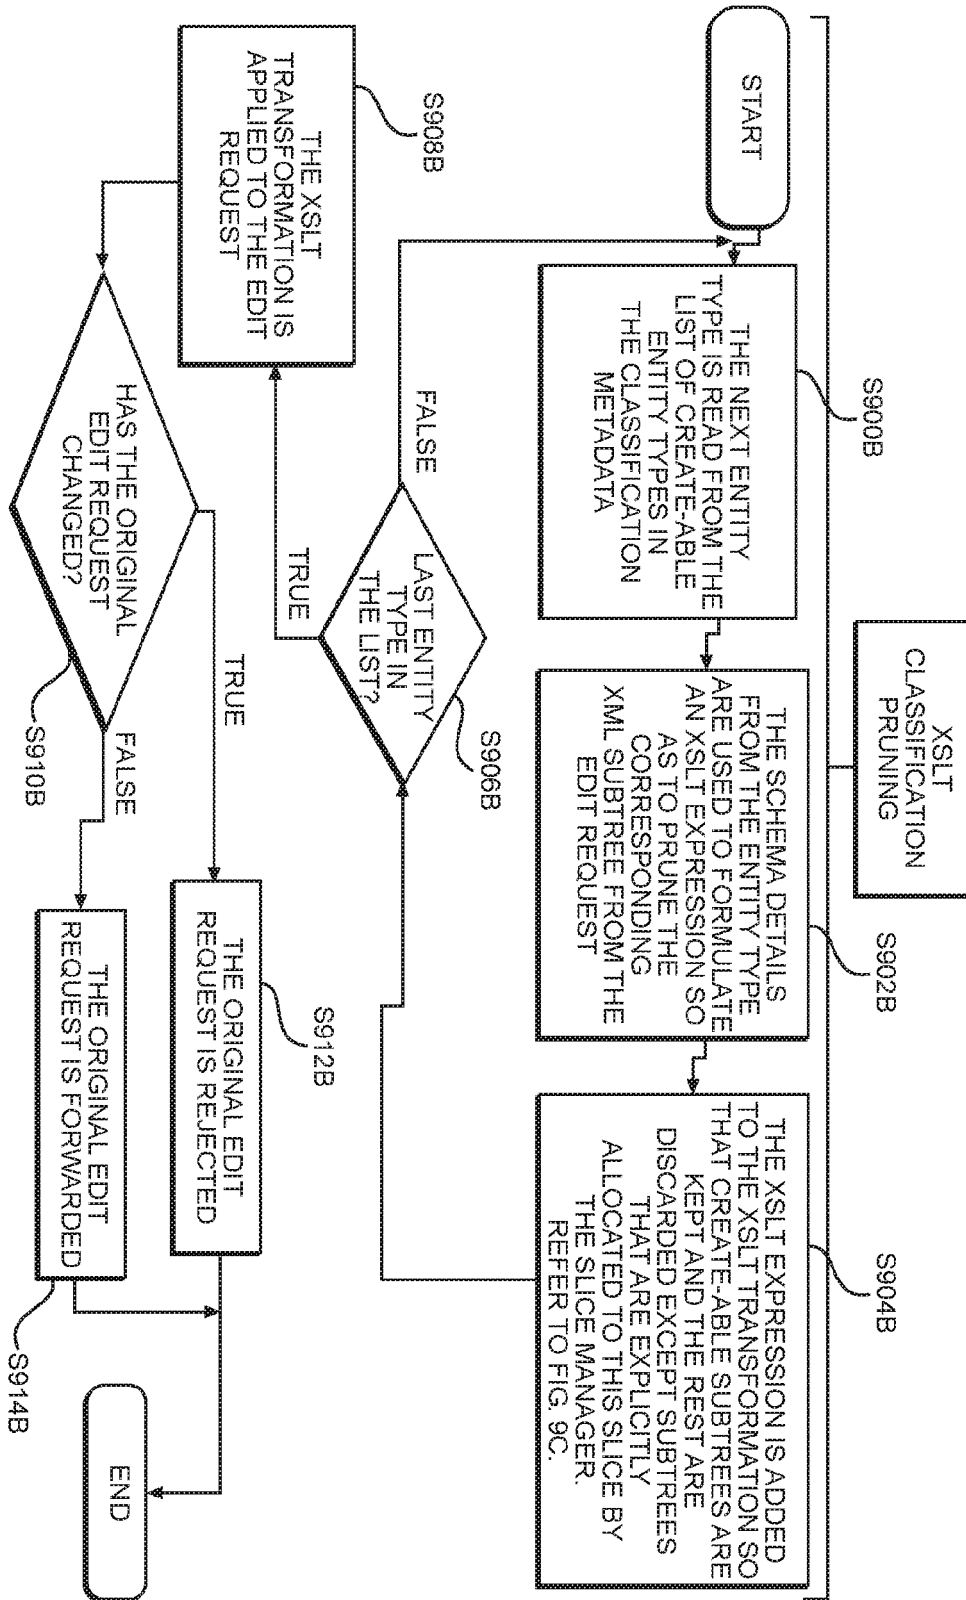 XSLT
CLASSIFICATION
PRUNING
START
S900B
THE NEXT ENTITY
TYPE IS READ FROM THE
LIST OF CREATE-ABLE
ENTITY TYPES IN
THE CLASSIFICATION
METADATA
S902B
THE SCHEMA DETAILS
FROM THE ENTITY TYPE
ARE USED TO FORMULATE
AN XSLT EXPRESSION SO
AS TO PRUNE THE
CORRESPONDING
XML SUBTREE FROM THE
EDIT REQUEST
S904B
THE XSLT EXPRESSION IS ADDED
TO THE XSLT TRANSFORMATION SO
THAT CREATE-ABLE SUBTREES ARE
KEPT AND THE REST ARE
DISCARDED EXCEPT SUBTREES
THAT ARE EXPLICITLY
ALLOCATED TO THIS SLICE BY
THE SLICE MANAGER.
REFER TO FIG. 9C.
FALSE
LAST ENTITY
TYPE IN
THE LIST?
S906B
TRUE
S908B
THE XSLT
TRANSFORMATION IS
APPLIED TO THE EDIT
REQUEST
HAS THE ORIGINAL
EDIT REQUEST
CHANGED?
S910B
TRUE
FALSE
S912B
THE ORIGINAL EDIT
REQUEST IS REJECTED
THE ORIGINAL EDIT
REQUEST IS FORWARDED
S914B
END